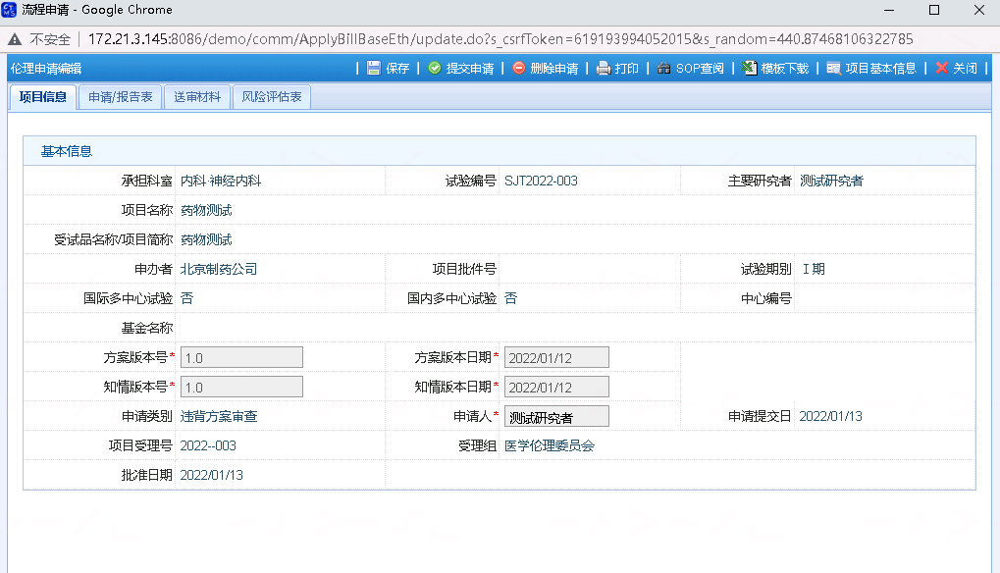 流程申请 - Google Chrome
不安全 | 172.21.3.145:8086/demo/comm/ApplyBillBaseEth/update.do?s_csrfToken=619193994052015&s_random=440.87468106322785
伦理申请编辑 | 保存 | 提交申请 | 删除申请 | 打印 | SOP查阅 | 模板下载 | 项目基本信息 | 关闭 |
项目信息 申请/报告表 送审材料 风险评估表
基本信息
承担科室 内科·神经内科 试验编号 SJT2022-003 主要研究者 测试研究者
项目名称 药物测试
受试品名称/项目简称 药物测试
申办者 北京制药公司 项目批件号 试验期别 Ⅰ期
国际多中心试验 否 国内多中心试验 否 中心编号
基金名称
方案版本号* 1.0 方案版本日期* 2022/01/12
知情版本号* 1.0 知情版本日期* 2022/01/12
申请类别 违背方案审查 申请人* 测试研究者 申请提交日 2022/01/13
项目受理号 2022--003 受理组 医学伦理委员会
批准日期 2022/01/13